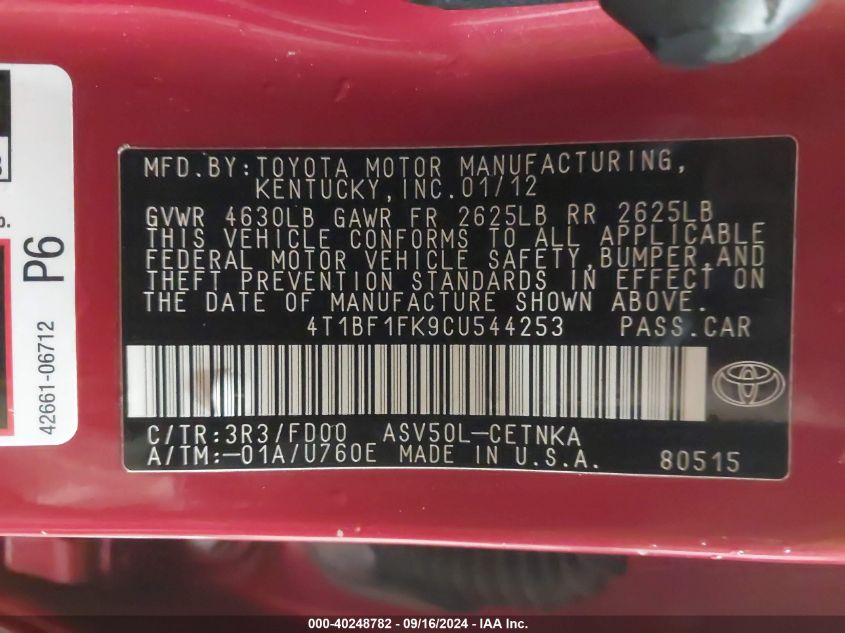 MFD.BY:TOYOTA MOTOR MANUFACTURING,
KENTUCKY,INC.01/12
GVWR 4630LB GAWR FR 2625LB RR 2625LB
THIS VEHICLE CONFORMS TO ALL APPLICABLE
FEDERAL MOTOR VEHICLE SAFETY,BUMPER,AND
THEFT PREVENTION STANDARDS IN EFFECT ON
THE DATE OF MANUFACTURE SHOWN ABOVE.
4T1BF1FK9CU544253 PASS.CAR
C/TR:3R3/FD00 ASV50L-CETNKA
A/TM:-01A/U760E MADE IN U.S.A. 80515
P6
42661-06712
000-40248782 - 09/16/2024 - IAA Inc.